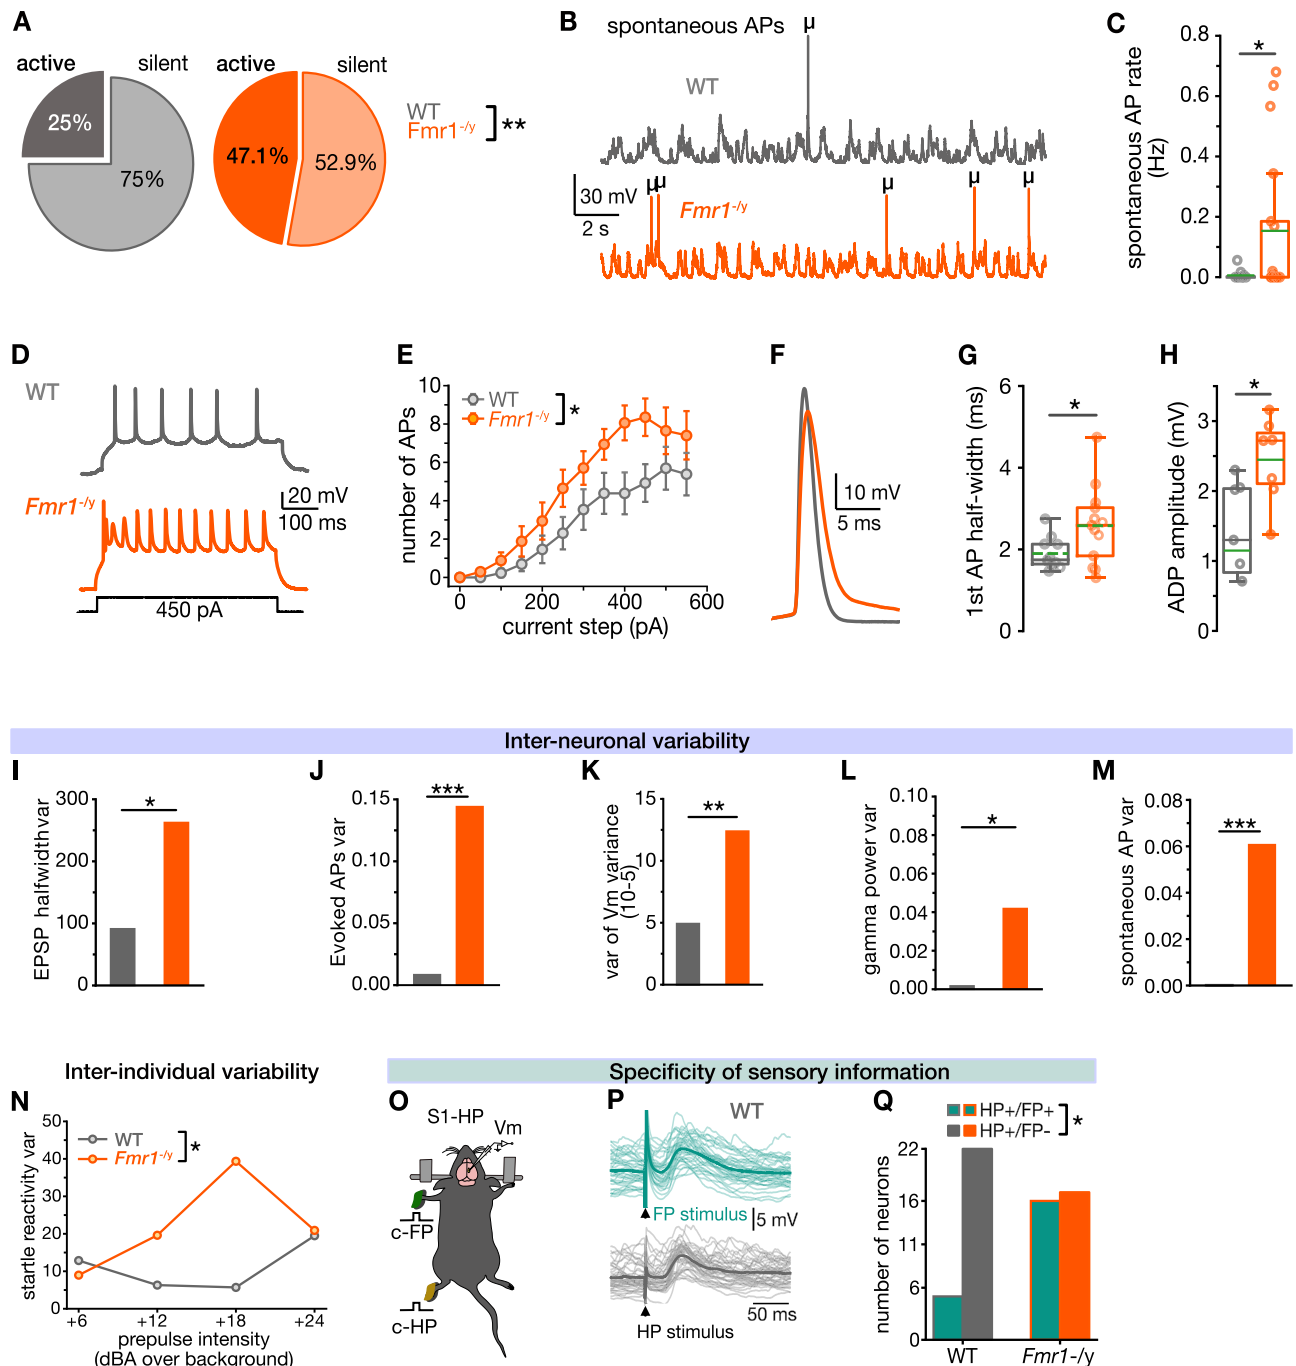 A
active
silent
25%
75%
active
silent
47.1%
52.9%
WT
Fmr1-/y
**
B
spontaneous APs
µ
WT
30 mV
2 s
µµ
µ
µ
µ
Fmr1-/y
C
spontaneous AP rate
(Hz)
0.8
0.6
0.4
0.2
0.0
*
D
WT
Fmr1-/y
20 mV
100 ms
450 pA
E
number of APs
10
8
6
4
2
0
WT
Fmr1-/y
*
0
200
400
600
current step (pA)
F
10 mV
5 ms
G
1st AP half-width (ms)
6
4
2
0
*
H
ADP amplitude (mV)
3
2
1
0
*
Inter-neuronal variability
I
EPSP halfwidthvar
300
200
100
0
*
J
Evoked APs var
0.15
0.10
0.05
0.00
***
K
var of Vm variance
(10-5)
15
10
5
0
**
L
gamma power var
0.10
0.08
0.06
0.04
0.02
0.00
*
M
spontaneous AP var
0.08
0.06
0.04
0.02
0.00
***
Inter-individual variability
N
startle reactivity var
50
40
30
20
10
0
WT
Fmr1-/y
*
+6
+12
+18
+24
prepulse intensity
(dBA over background)
Specificity of sensory information
O
S1-HP
Vm
c-FP
c-HP
P
WT
FP stimulus
5 mV
50 ms
HP stimulus
Q
HP+/FP+
HP+/FP-
*
number of neurons
22
16
11
6
0
WT
Fmr1-/y